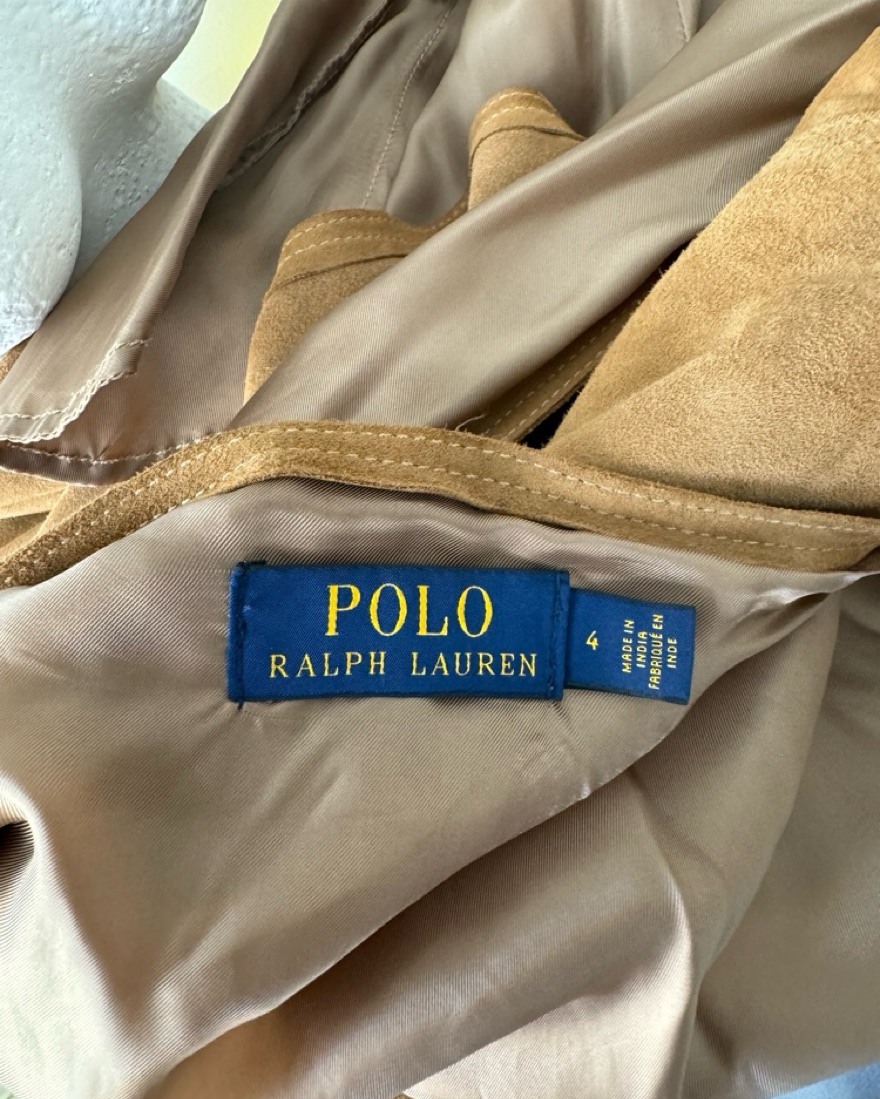 POLO
RALPH LAUREN
4
MADE IN
INDIA
FABRIQUÉ EN
INDE